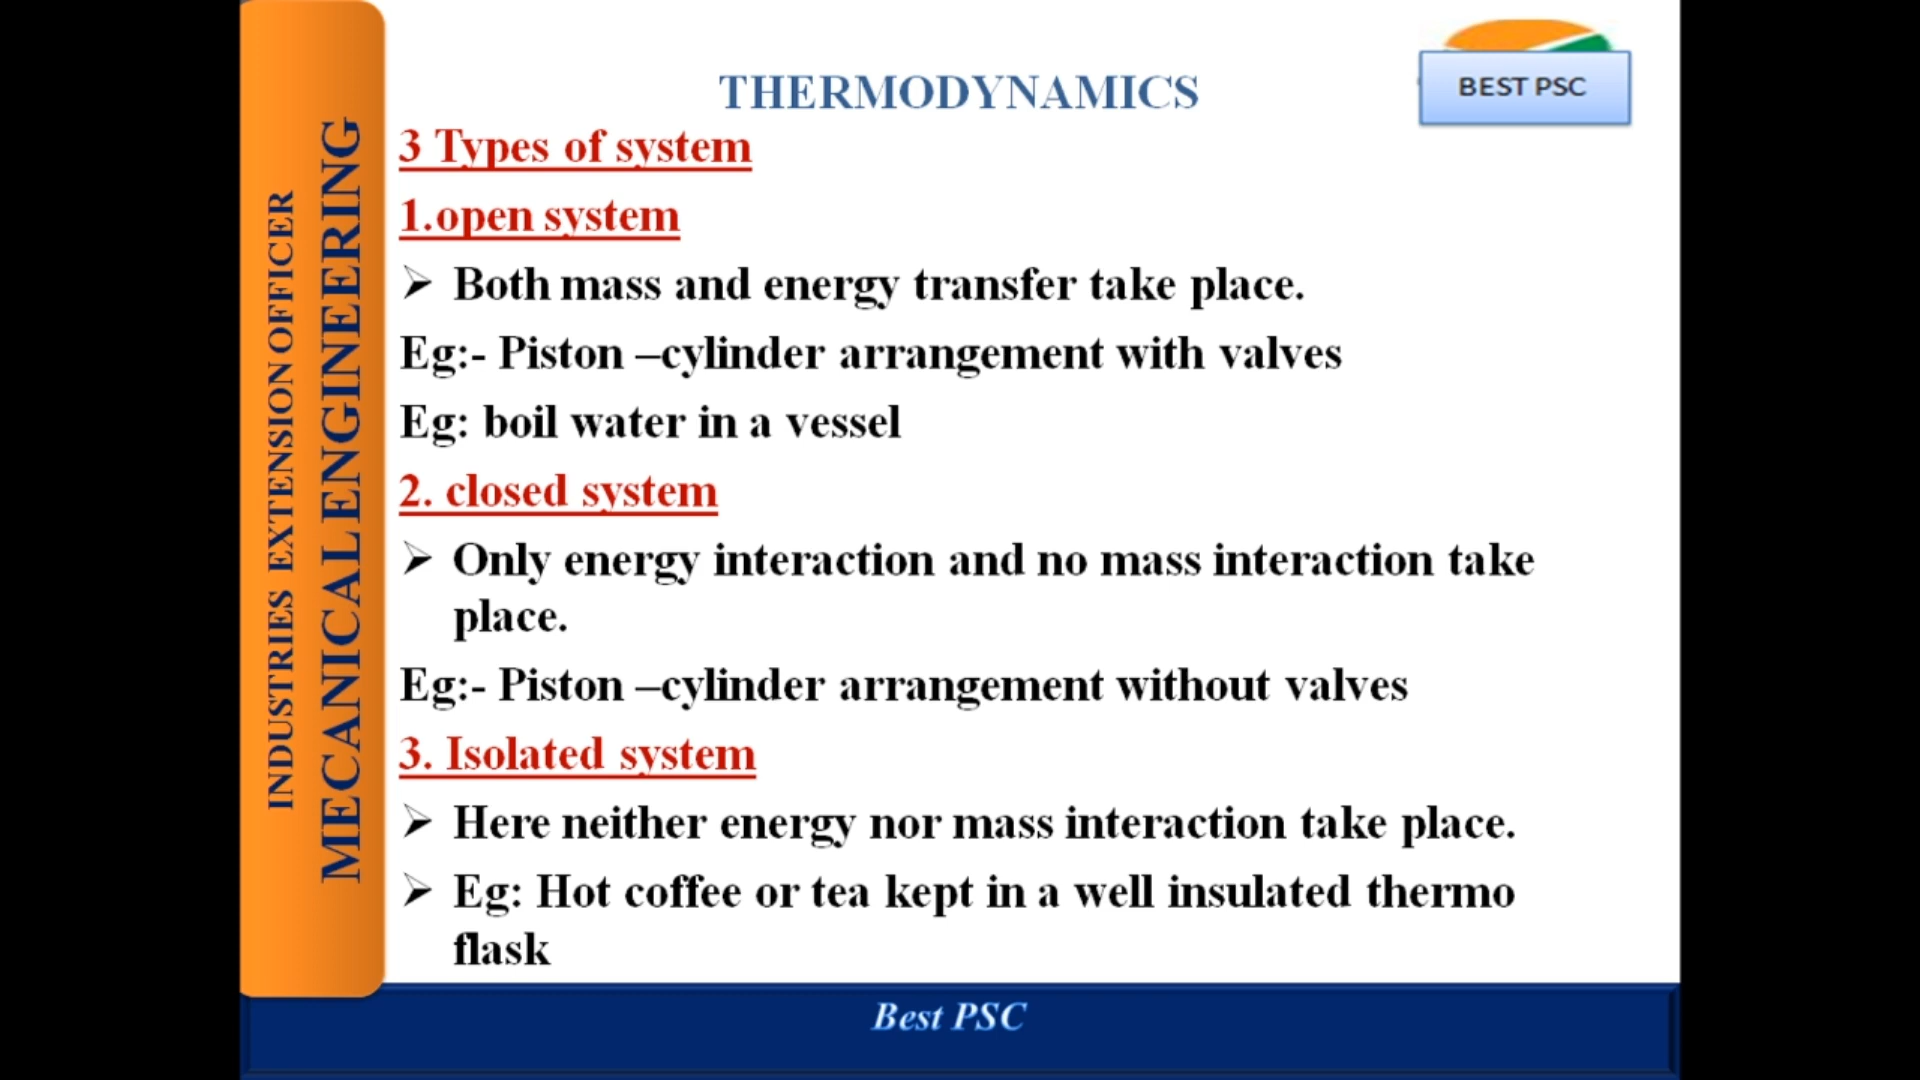 THERMODYNAMICS
BEST PSC
INDUSTRIES EXTENSION OFFICER
MECANICAL ENGINEERING
3 Types of system
1.open system
➢ Both mass and energy transfer take place.
Eg:- Piston –cylinder arrangement with valves
Eg: boil water in a vessel
2. closed system
➢ Only energy interaction and no mass interaction take
place.
Eg:- Piston –cylinder arrangement without valves
3. Isolated system
➢ Here neither energy nor mass interaction take place.
➢ Eg: Hot coffee or tea kept in a well insulated thermo
flask
Best PSC